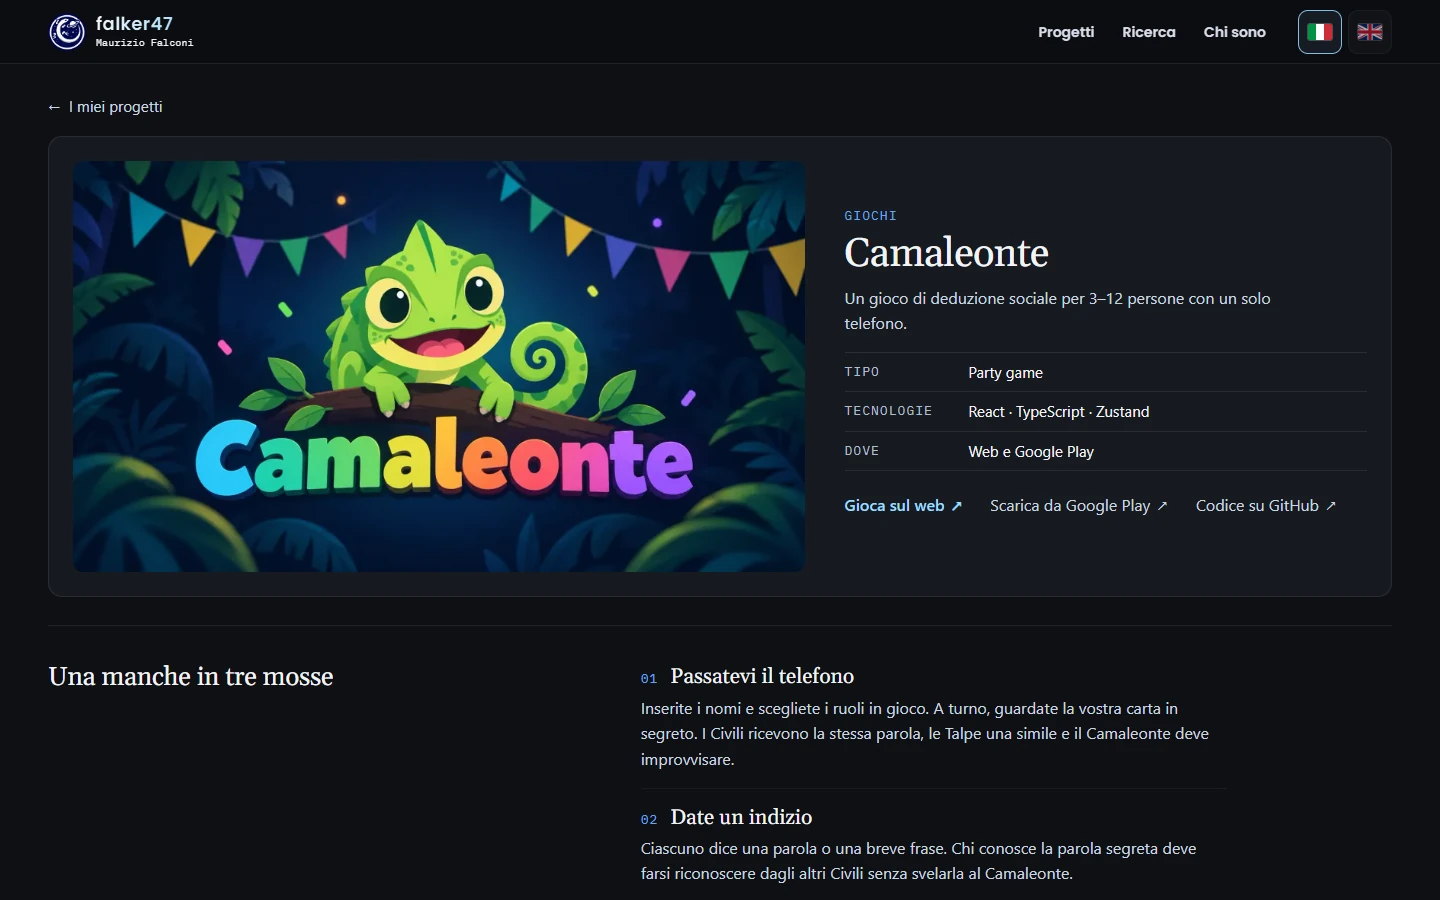 falker47
Maurizio Falconi
Progetti
Ricerca
Chi sono
← I miei progetti
Camaleonte
GIOCHI
Camaleonte
Un gioco di deduzione sociale per 3–12 persone con un solo
telefono.
TIPO Party game
TECNOLOGIE React · TypeScript · Zustand
DOVE Web e Google Play
Gioca sul web ↗ Scarica da Google Play ↗ Codice su GitHub ↗
Una manche in tre mosse
01 Passatevi il telefono
Inserite i nomi e scegliete i ruoli in gioco. A turno, guardate la vostra carta in
segreto. I Civili ricevono la stessa parola, le Talpe una simile e il Camaleonte deve
improvvisare.
02 Date un indizio
Ciascuno dice una parola o una breve frase. Chi conosce la parola segreta deve
farsi riconoscere dagli altri Civili senza svelarla al Camaleonte.